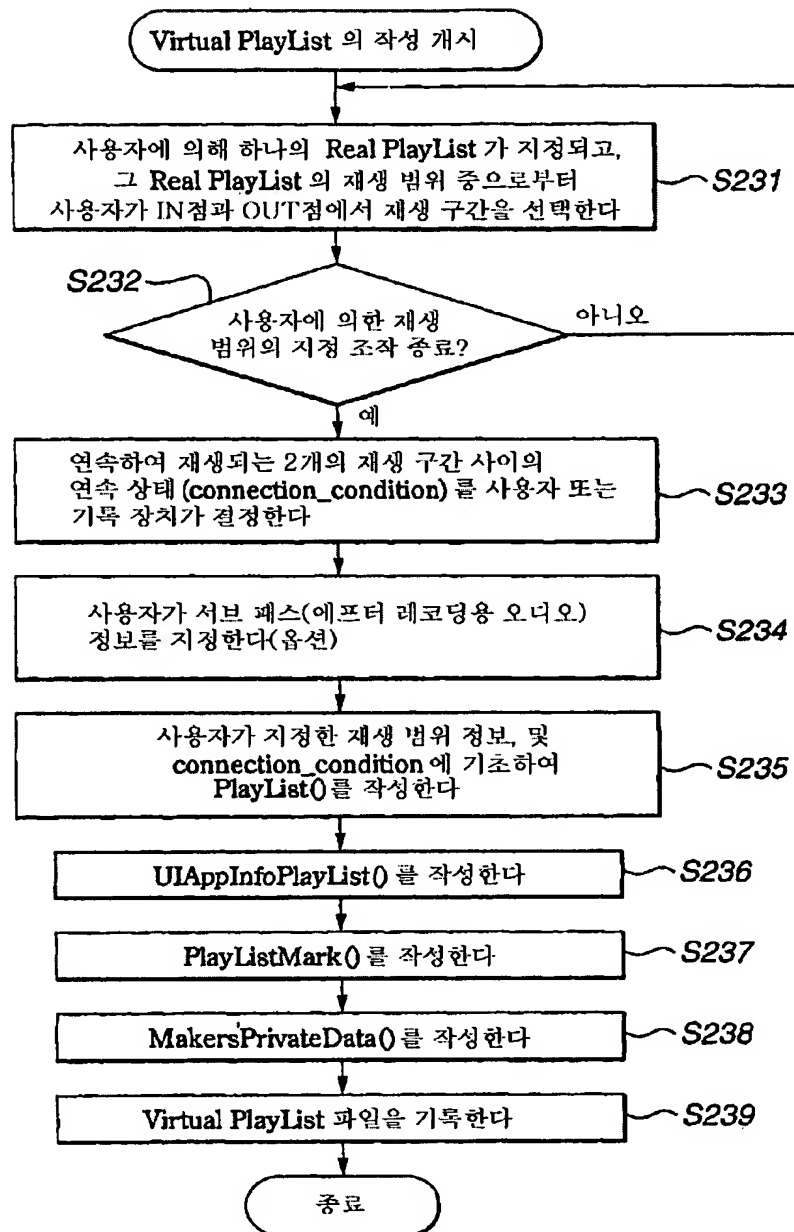 Virtual PlayList 의 작성 개시
사용자에 의해 하나의 Real PlayList 가 지정되고,
그 Real PlayList 의 재생 범위 중으로부터
사용자가 IN점과 OUT점에서 재생 구간을 선택한다
S231
S232
사용자에 의한 재생
범위의 지정 조작 종료?
아니오
예
연속하여 재생되는 2개의 재생 구간 사이의
연속 상태 (connection_condition) 를 사용자 또는
기록 장치가 결정한다
S233
사용자가 서브 패스(에프터 레코딩용 오디오)
정보를 지정한다(옵션)
S234
사용자가 지정한 재생 범위 정보, 및
connection_condition 에 기초하여
PlayList()를 작성한다
S235
UIAppInfoPlayList() 를 작성한다
S236
PlayListMark() 를 작성한다
S237
MakersPrivateData()를 작성한다
S238
Virtual PlayList 파일을 기록한다
S239
종료